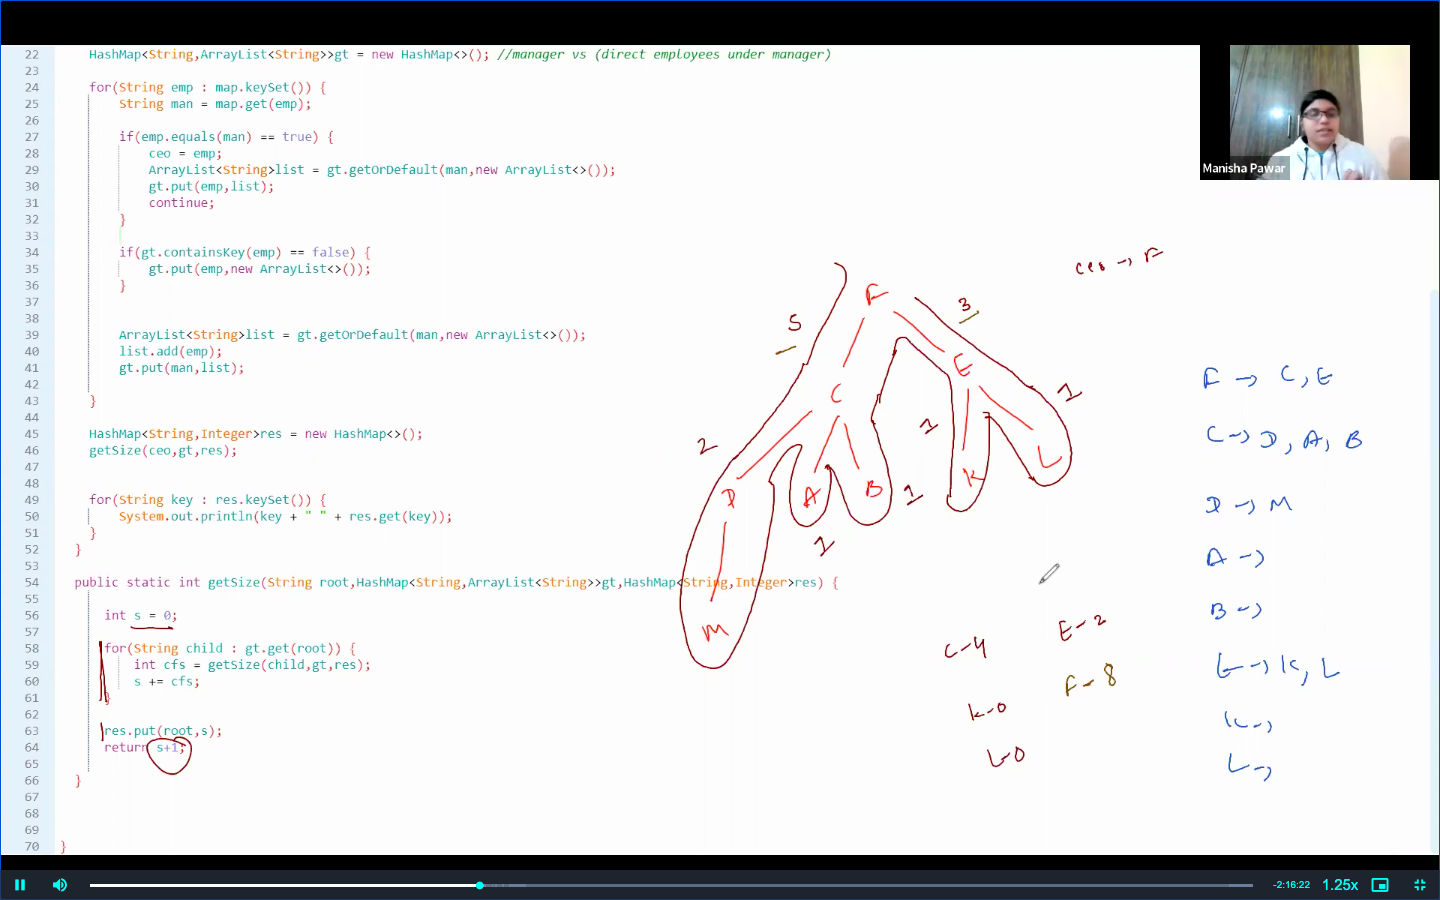 22 HashMap<String,ArrayList<String>>gt = new HashMap<>(); //manager vs (direct employees under manager)
23
24 for(String emp : map.keySet()) {
25 String man = map.get(emp);
26
27 if(emp.equals(man) == true) {
28 ceo = emp;
29 ArrayList<String>list = gt.getOrDefault(man,new ArrayList<>());
30 gt.put(emp,list);
31 continue;
32 }
33
34 if(gt.containsKey(emp) == false) {
35 gt.put(emp,new ArrayList<>());
36 }
37
38
39 ArrayList<String>list = gt.getOrDefault(man,new ArrayList<>());
40 list.add(emp);
41 gt.put(man,list);
42
43 }
44
45 HashMap<String,Integer>res = new HashMap<>();
46 getSize(ceo,gt,res);
47
48
49 for(String key : res.keySet()) {
50 System.out.println(key + " " + res.get(key));
51 }
52 }
53
54 public static int getSize(String root,HashMap<String,ArrayList<String>>gt,HashMap<String,Integer>res) {
55
56 int s = 0;
57
58 for(String child : gt.get(root)) {
59 int cfs = getSize(child,gt,res);
60 s += cfs;
61 }
62
63 res.put(root,s);
64 return s+1;
65
66 }
67
68
69
70 }
Manisha Pawar
ceo → F
F
5
3
E
C
1
1
2
D
A
B
K
L
1
1
M
F → C, E
C → D, A, B
D → M
A →
B →
E → K, L
K →
L →
C-4
E-2
F-8
K-0
L-0
-2:16:22
1.25x